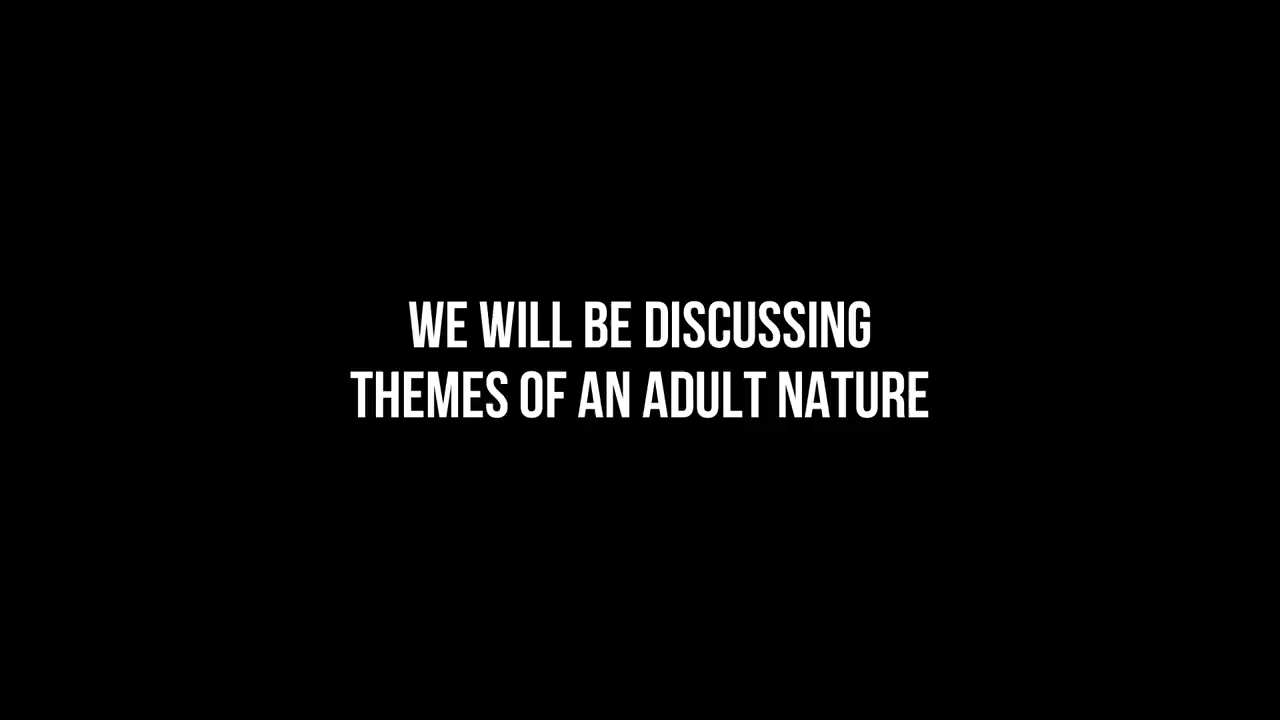 WE WILL BE DISCUSSING
THEMES OF AN ADULT NATURE